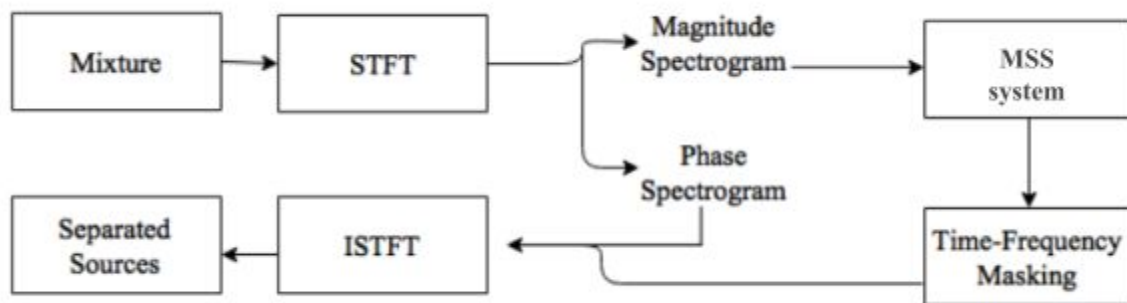 Mixture
STFT
Magnitude
Spectrogram
MSS
system
Phase
Spectrogram
Separated
Sources
ISTFT
Time-Frequency
Masking